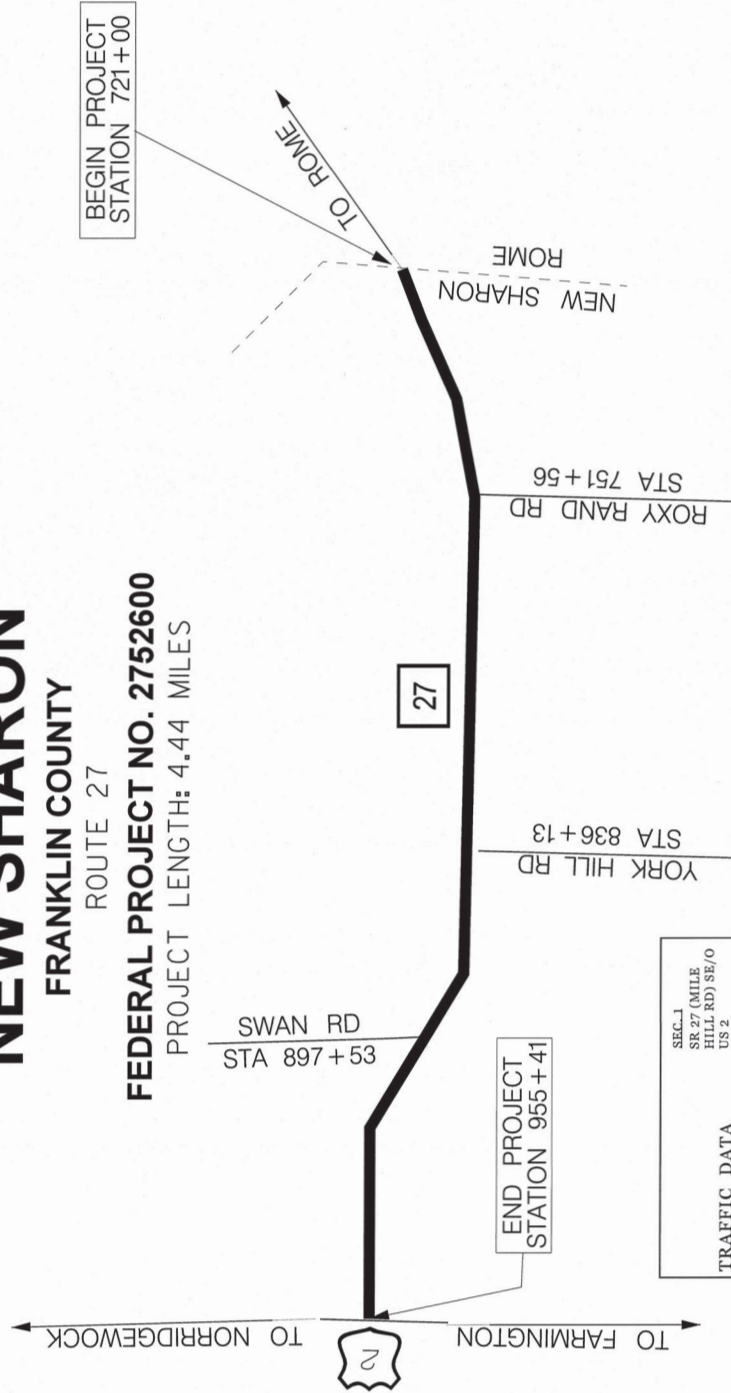 NEW SHARON
FRANKLIN COUNTY
ROUTE 27
FEDERAL PROJECT NO. 2752600
PROJECT LENGTH: 4.44 MILES
BEGIN PROJECT
STATION 721+00
TO ROME
ROME
NEW SHARON
STA 751+56
ROXY RAND RD
27
STA 836+13
YORK HILL RD
SWAN RD
STA 897+53
END PROJECT
STATION 955+41
TO NORRIDGEWOCK
2
TO FARMINGTON
SEC.1
SR 27 (MILE
HILL RD) SE/O
US 2
TRAFFIC DATA